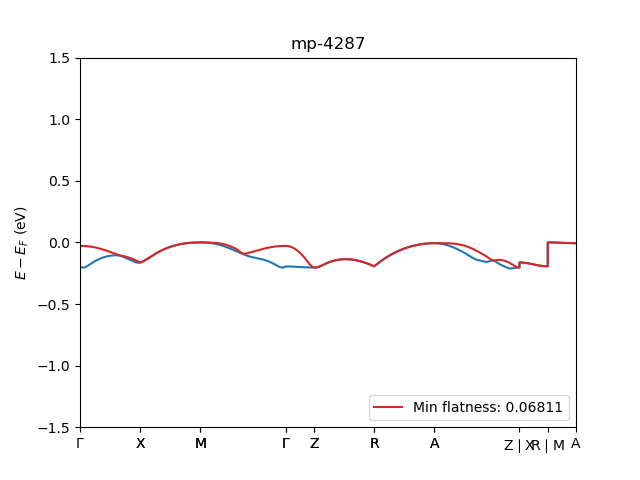 mp-4287
E − E_F (eV)
1.5
1.0
0.5
0.0
−0.5
−1.0
−1.5
Min flatness: 0.06811
Γ X M Γ Z R A Z | X R | M A